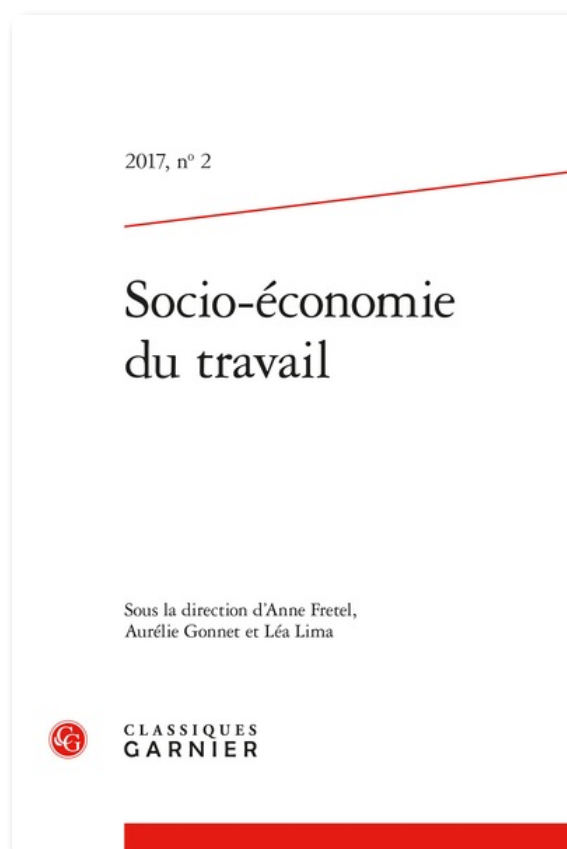 2017, nº 2
Socio-économie
du travail
Sous la direction d'Anne Fretel,
Aurélie Gonnet et Léa Lima
CG
CLASSIQUES
GARNIER